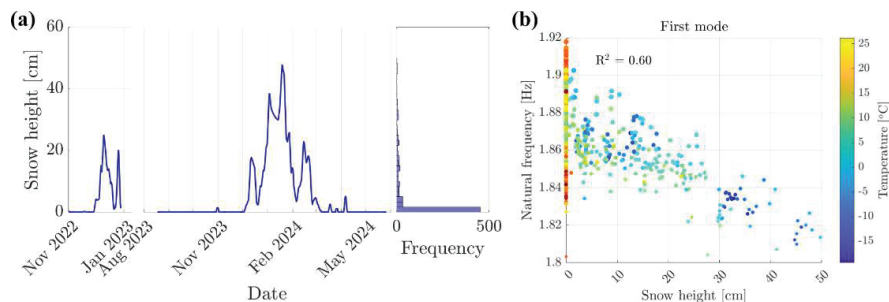 (a)
60
40
20
0
Snow height [cm]
Nov 2022
Jan 2023
Aug 2023
Nov 2023
Feb 2024
May 2024
Date
0
500
Frequency
(b)
First mode
R² = 0.60
1.92
1.9
1.88
1.86
1.84
1.82
1.8
Natural frequency [Hz]
0
10
20
30
40
50
Snow height [cm]
25
20
15
10
5
0
-5
-10
-15
Temperature [°C]